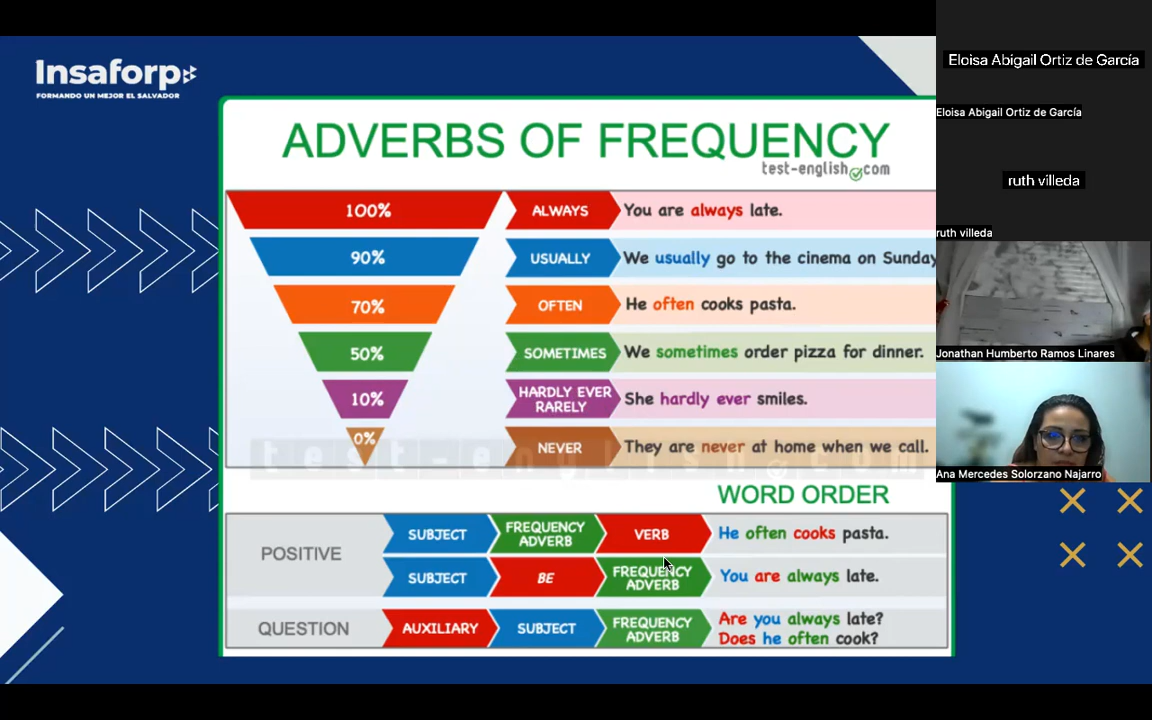 Insaforp
FORMANDO UN MEJOR EL SALVADOR
ADVERBS OF FREQUENCY
test-english.com
100% ALWAYS You are always late.
90% USUALLY We usually go to the cinema on Sunday
70% OFTEN He often cooks pasta.
50% SOMETIMES We sometimes order pizza for dinner.
10% HARDLY EVER RARELY She hardly ever smiles.
0% NEVER They are never at home when we call.
test-english.com
WORD ORDER
POSITIVE SUBJECT FREQUENCY ADVERB VERB He often cooks pasta.
SUBJECT BE FREQUENCY ADVERB You are always late.
QUESTION AUXILIARY SUBJECT FREQUENCY ADVERB Are you always late?
Does he often cook?
Eloisa Abigail Ortiz de García
Eloisa Abigail Ortiz de García
ruth villeda
ruth villeda
Jonathan Humberto Ramos Linares
Ana Mercedes Solorzano Najarro